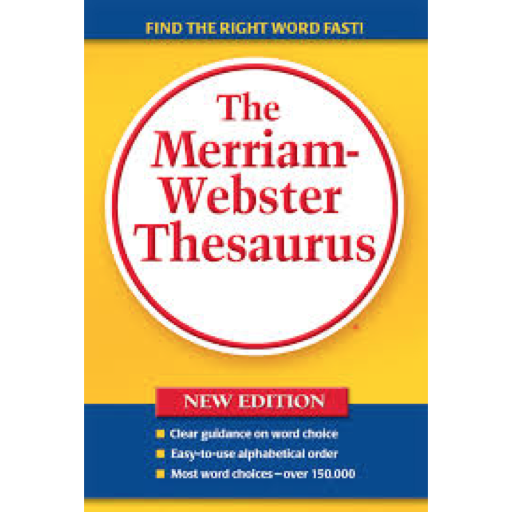 FIND THE RIGHT WORD FAST!
The
Merriam-
Webster
Thesaurus
NEW EDITION
Clear guidance on word choice
Easy-to-use alphabetical order
Most word choices—over 150,000